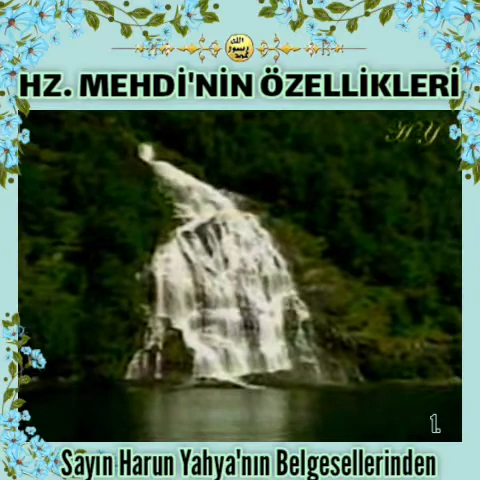 HZ. MEHDİ'NİN ÖZELLİKLERİ
H Y
1.
Sayın Harun Yahya'nın Belgesellerinden